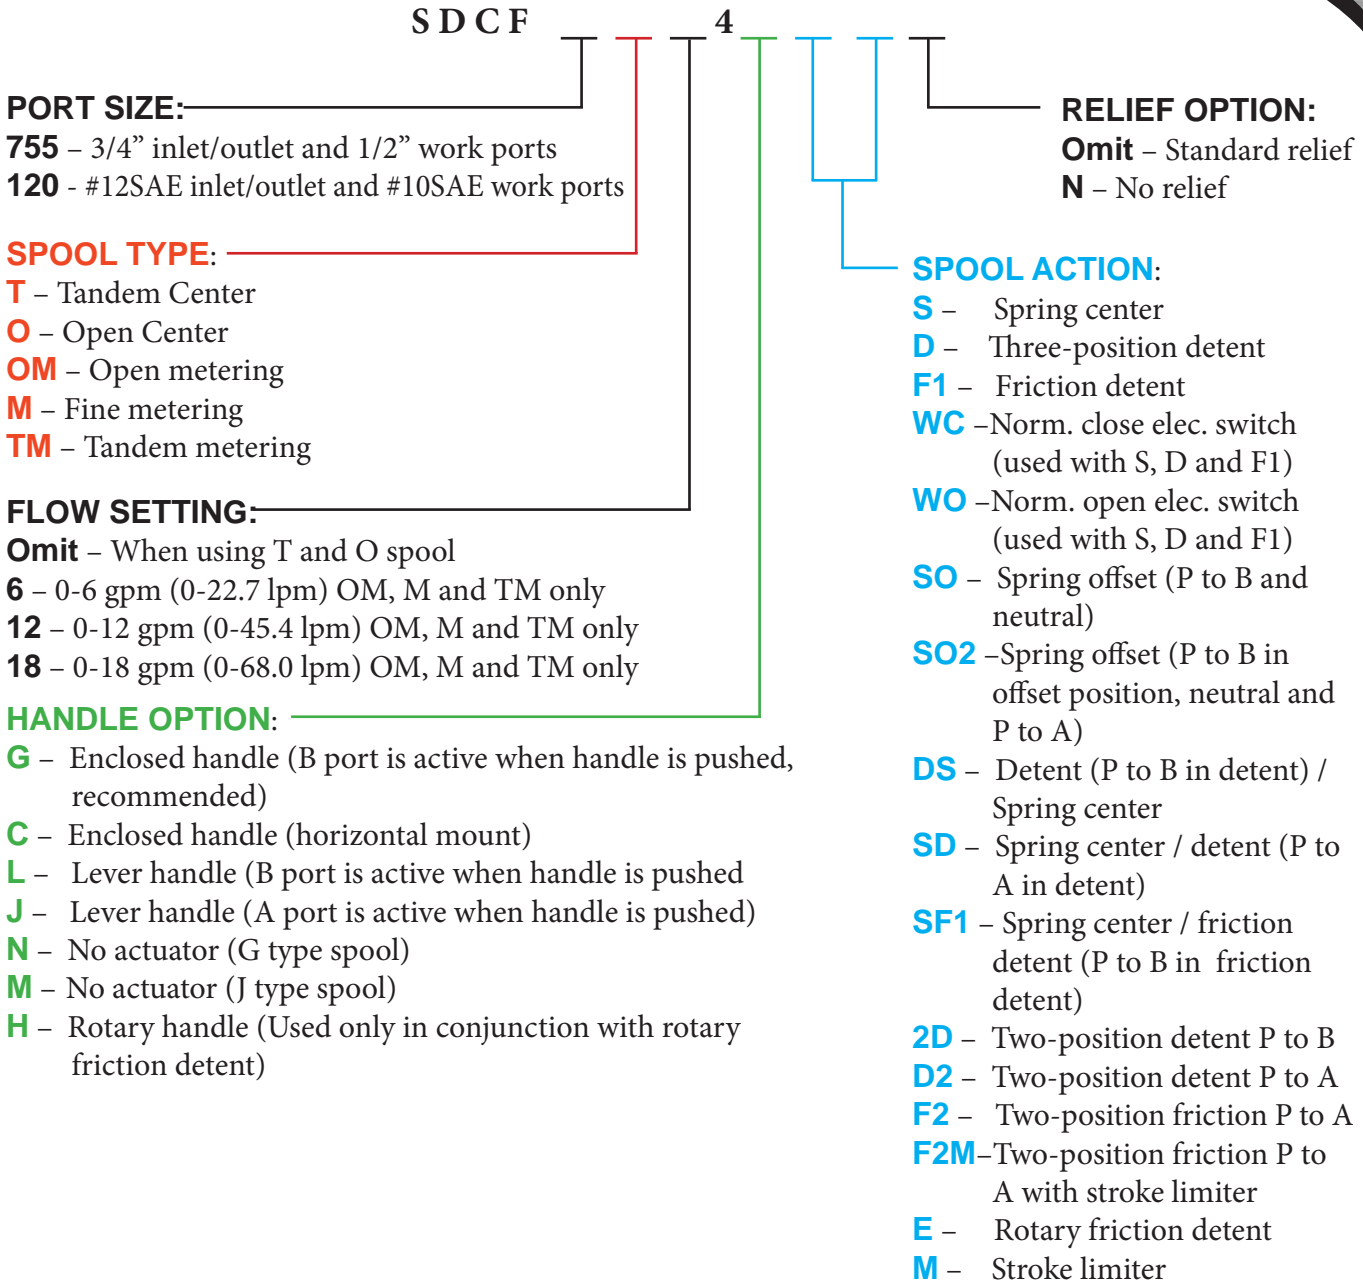 SDCF 4
PORT SIZE:
755 – 3/4” inlet/outlet and 1/2” work ports
120 - #12SAE inlet/outlet and #10SAE work ports
SPOOL TYPE:
T – Tandem Center
O – Open Center
OM – Open metering
M – Fine metering
TM – Tandem metering
FLOW SETTING:
Omit – When using T and O spool
6 – 0-6 gpm (0-22.7 lpm) OM, M and TM only
12 – 0-12 gpm (0-45.4 lpm) OM, M and TM only
18 – 0-18 gpm (0-68.0 lpm) OM, M and TM only
HANDLE OPTION:
G – Enclosed handle (B port is active when handle is pushed,
recommended)
C – Enclosed handle (horizontal mount)
L – Lever handle (B port is active when handle is pushed
J – Lever handle (A port is active when handle is pushed)
N – No actuator (G type spool)
M – No actuator (J type spool)
H – Rotary handle (Used only in conjunction with rotary
friction detent)
RELIEF OPTION:
Omit – Standard relief
N – No relief
SPOOL ACTION:
S – Spring center
D – Three-position detent
F1 – Friction detent
WC –Norm. close elec. switch
(used with S, D and F1)
WO –Norm. open elec. switch
(used with S, D and F1)
SO – Spring offset (P to B and
neutral)
SO2 –Spring offset (P to B in
offset position, neutral and
P to A)
DS – Detent (P to B in detent) /
Spring center
SD – Spring center / detent (P to
A in detent)
SF1 – Spring center / friction
detent (P to B in friction
detent)
2D – Two-position detent P to B
D2 – Two-position detent P to A
F2 – Two-position friction P to A
F2M–Two-position friction P to
A with stroke limiter
E – Rotary friction detent
M – Stroke limiter